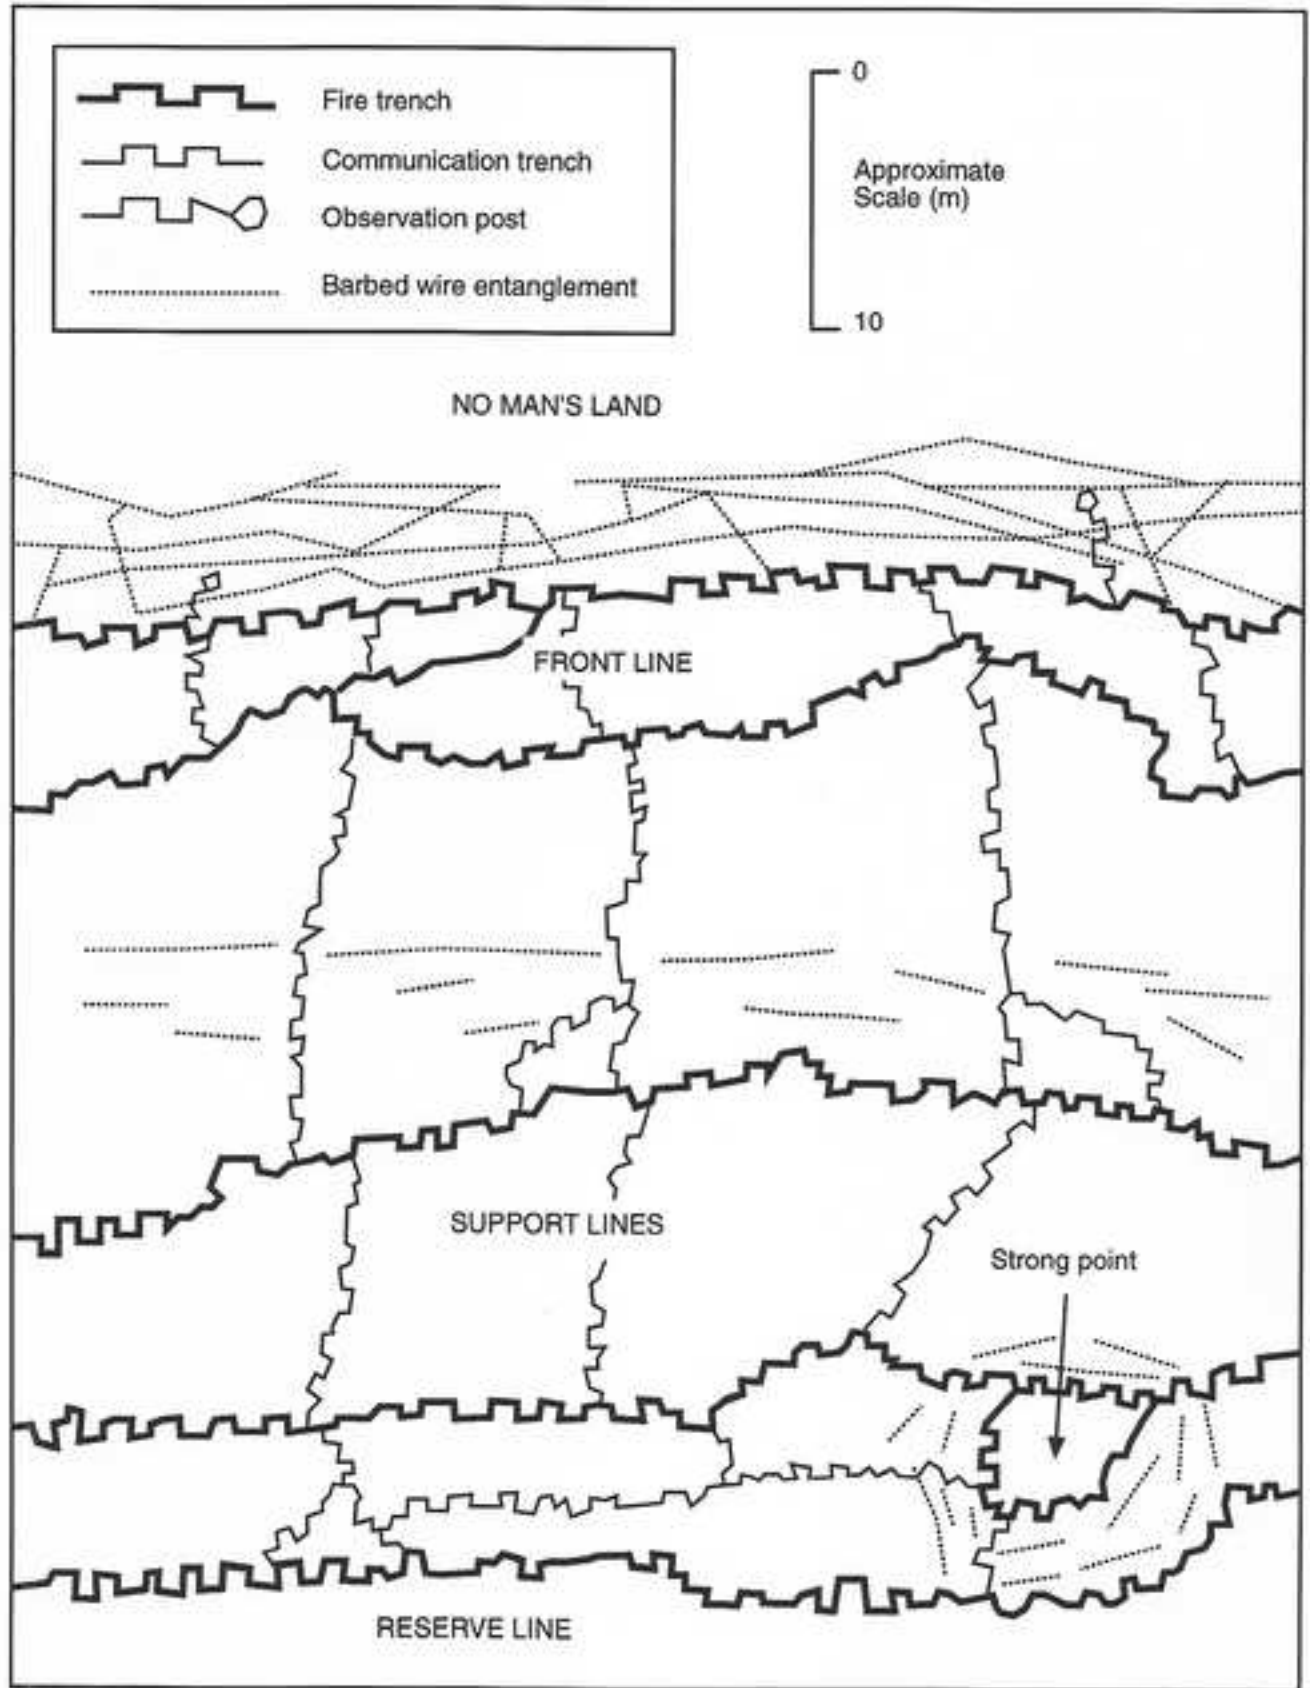 Fire trench
Communication trench
Observation post
Barbed wire entanglement
0
Approximate
Scale (m)
10
NO MAN'S LAND
FRONT LINE
SUPPORT LINES
Strong point
RESERVE LINE